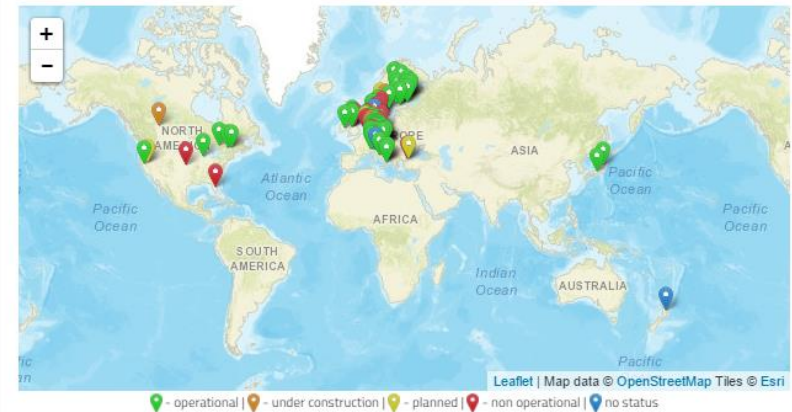 +
−
NORTH
AMERICA
ASIA
Atlantic
Ocean
Pacific
Ocean
Pacific
Ocean
Pacific
Ocean
AFRICA
SOUTH
AMERICA
Indian
Ocean
AUSTRALIA
Pacific
Leaflet | Map data © OpenStreetMap Tiles © Esri
- operational | - under construction | - planned | - non operational | no status